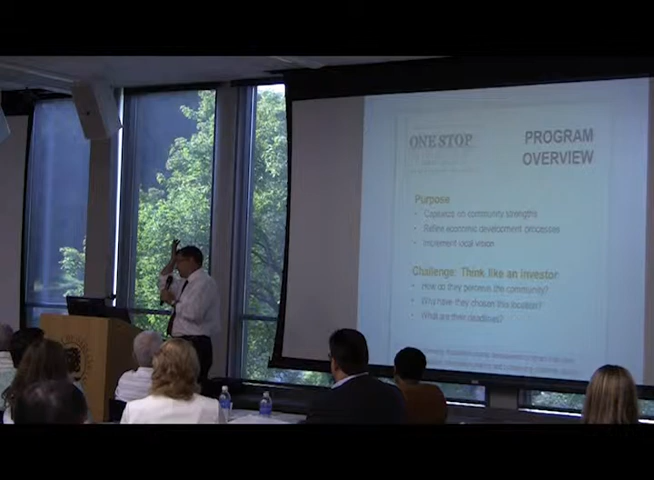 ONE STOP
PROGRAM
OVERVIEW
Purpose
- Capitalize on community strengths
- Refine economic development processes
- Implement local vision
Challenge: Think like an investor
- How do they perceive the community?
- Why have they chosen this location?
- What are their deadlines?